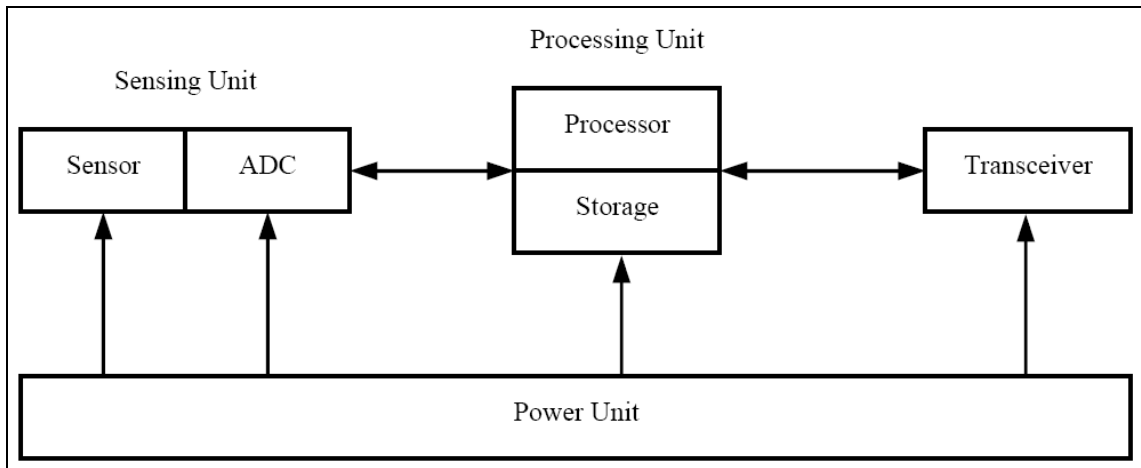 Processing Unit
Sensing Unit
Processor
Sensor
ADC
Transceiver
Storage
Power Unit